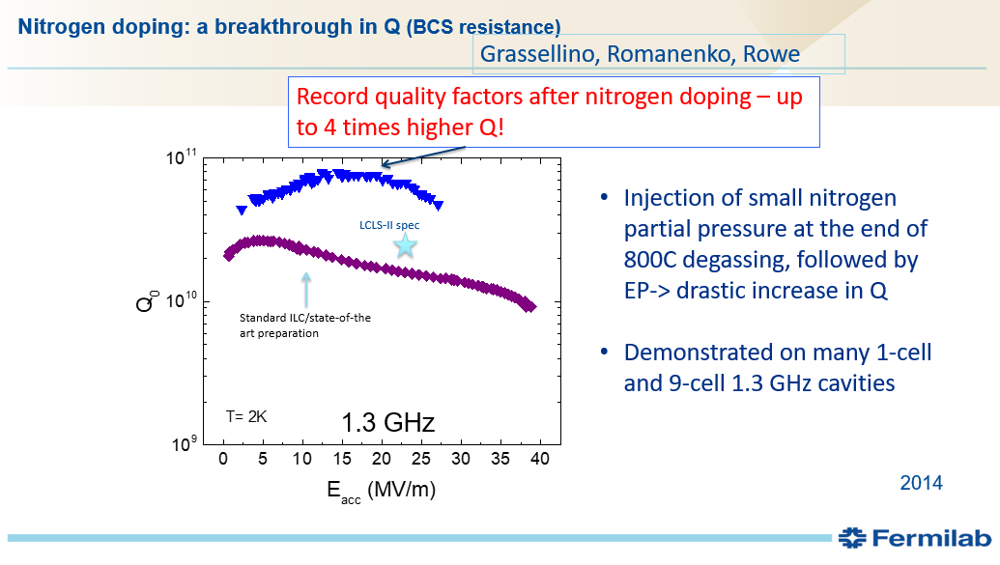 Nitrogen doping: a breakthrough in Q (BCS resistance)
Grassellino, Romanenko, Rowe
Record quality factors after nitrogen doping – up
to 4 times higher Q!
10^11
10^10
10^9
Q_0
LCLS-II spec
Standard ILC/state-of-the
art preparation
T= 2K
1.3 GHz
0 5 10 15 20 25 30 35 40
E_acc (MV/m)
• Injection of small nitrogen
partial pressure at the end of
800C degassing, followed by
EP-> drastic increase in Q
• Demonstrated on many 1-cell
and 9-cell 1.3 GHz cavities
2014
Fermilab